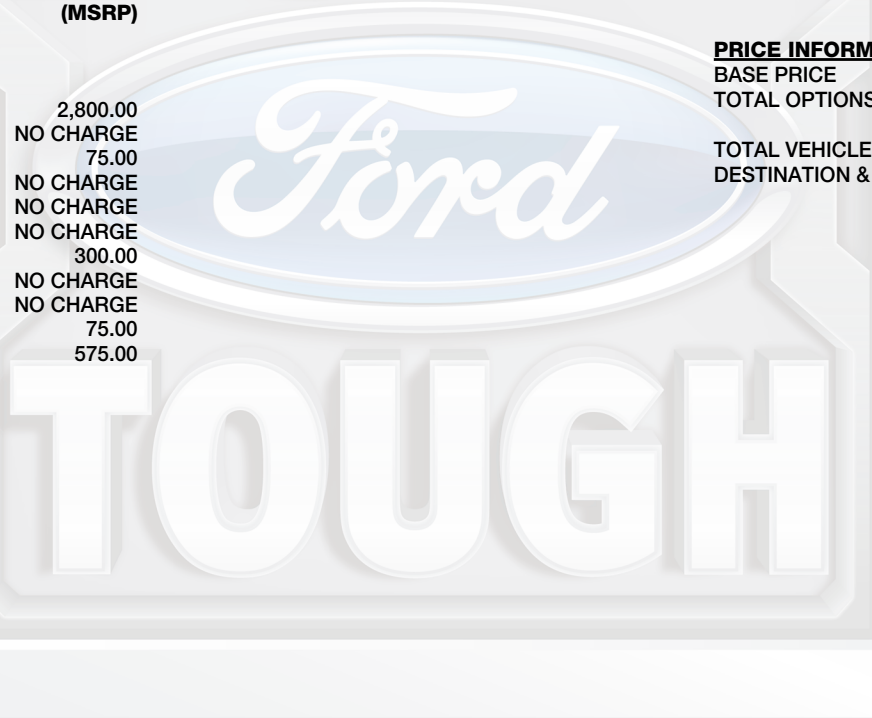 (MSRP)
2,800.00
NO CHARGE
75.00
NO CHARGE
NO CHARGE
NO CHARGE
300.00
NO CHARGE
NO CHARGE
75.00
575.00
PRICE INFORM
BASE PRICE
TOTAL OPTIONS
TOTAL VEHICLE
DESTINATION &
Ford
TOUGH